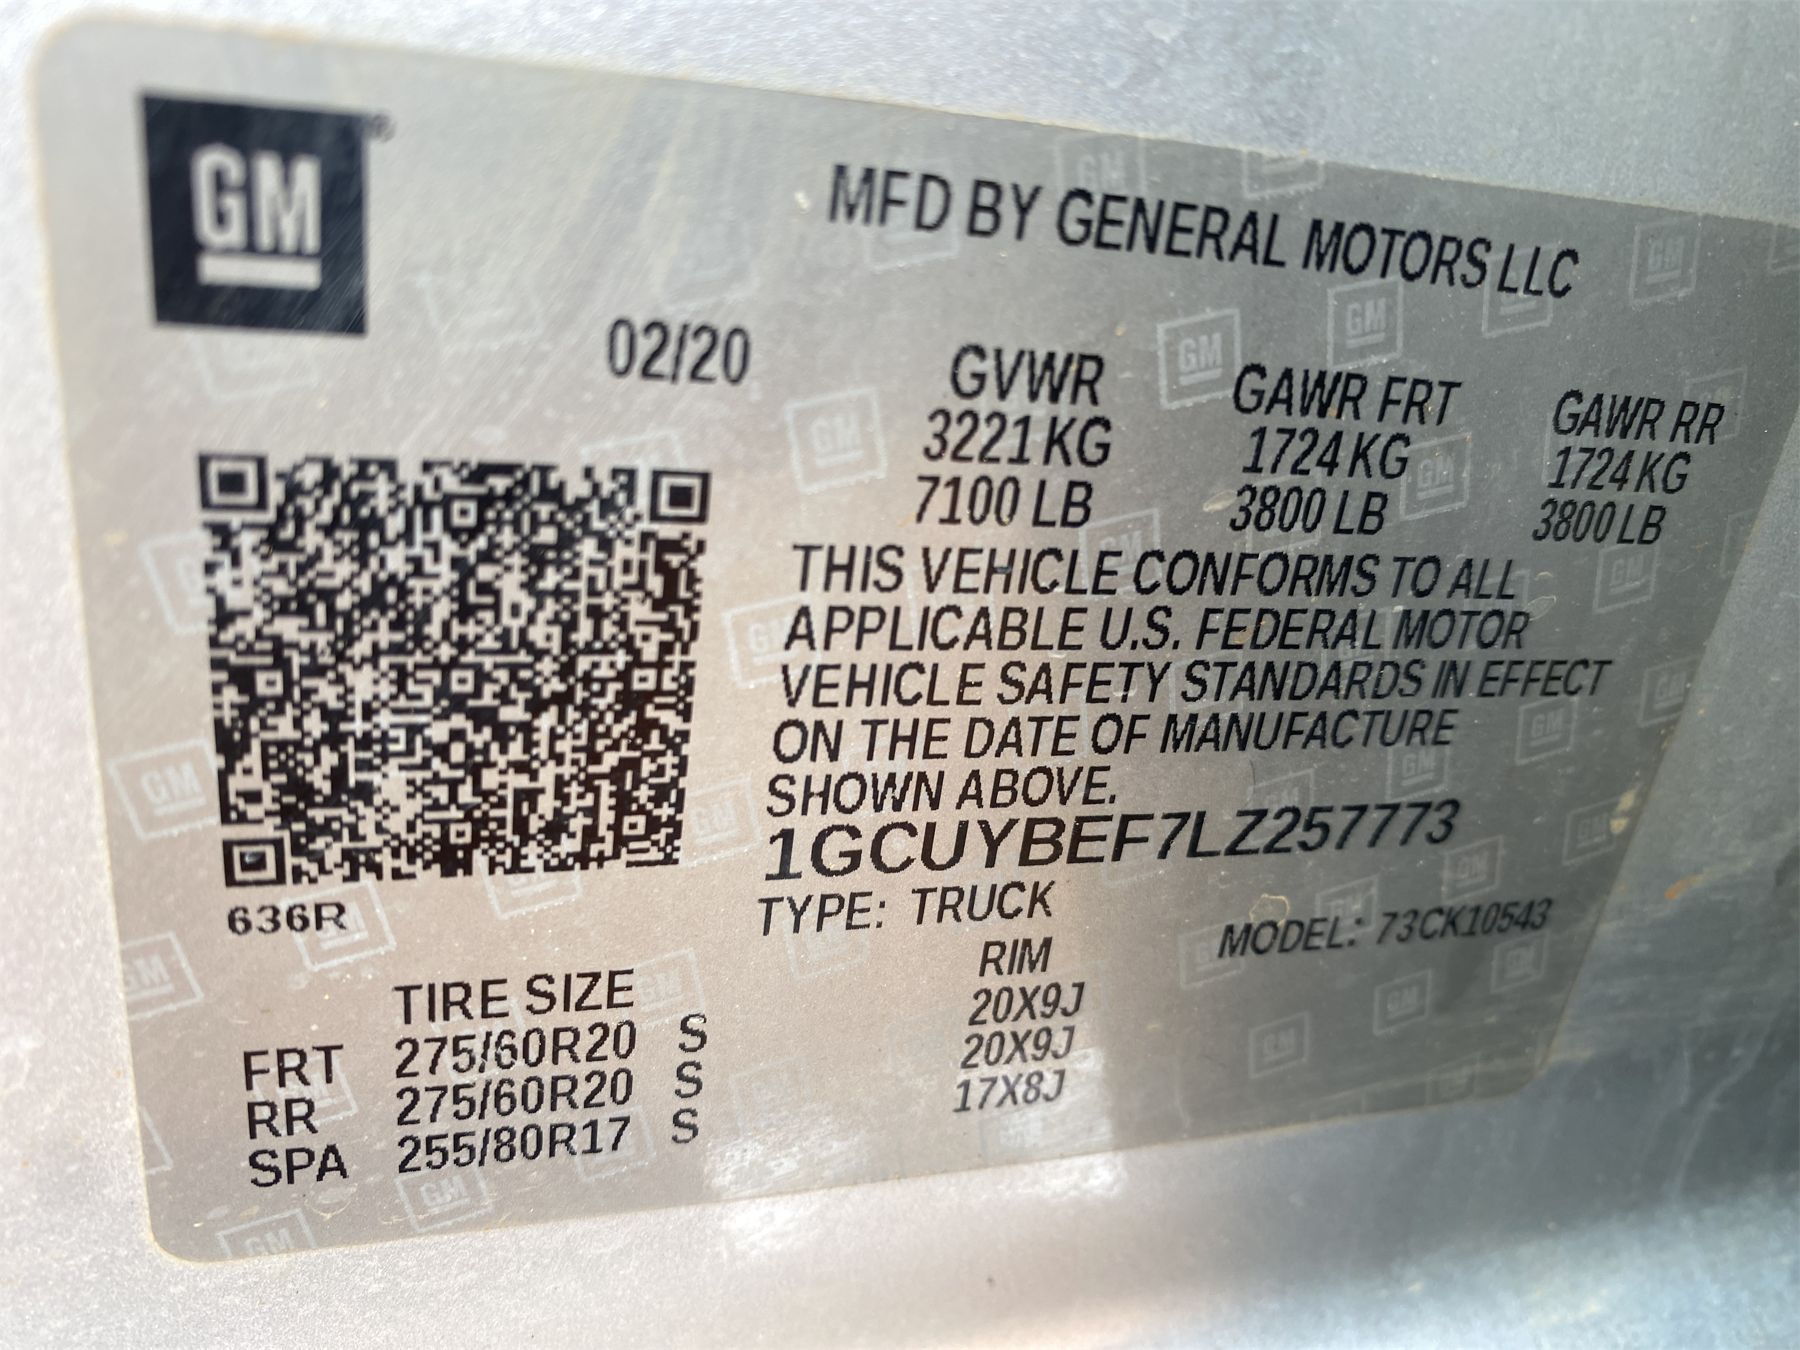 GM
MFD BY GENERAL MOTORS LLC
02/20
GVWR GAWR FRT GAWR RR
3221 KG 1724 KG 1724 KG
7100 LB 3800 LB 3800 LB
THIS VEHICLE CONFORMS TO ALL
APPLICABLE U.S. FEDERAL MOTOR
VEHICLE SAFETY STANDARDS IN EFFECT
ON THE DATE OF MANUFACTURE
SHOWN ABOVE.
1GCUYBEF7LZ257773
636R
TYPE: TRUCK MODEL: 73CK10543
TIRE SIZE RIM
FRT 275/60R20 S 20X9J
RR 275/60R20 S 20X9J
SPA 255/80R17 S 17X8J